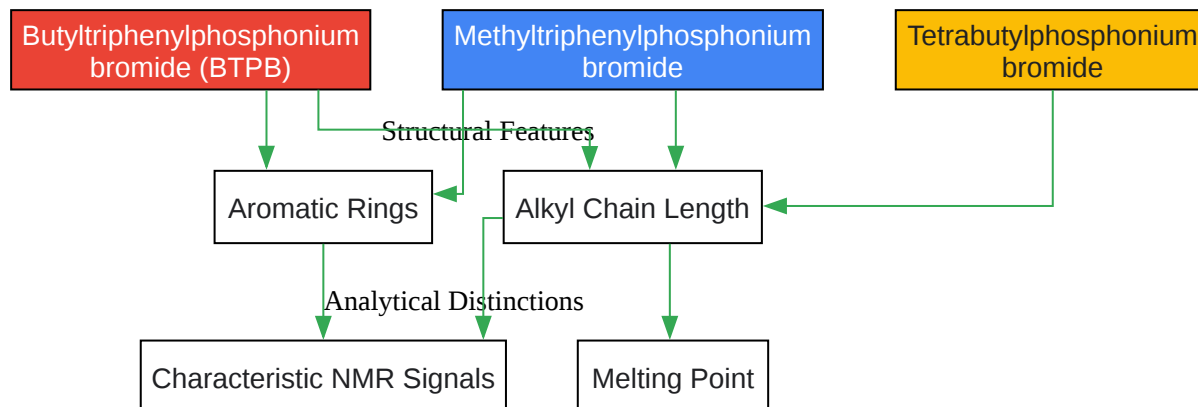 Butyltriphenylphosphonium
bromide (BTPB)
Methyltriphenylphosphonium
bromide
Tetrabutylphosphonium
bromide
Structural Features
Aromatic Rings
Alkyl Chain Length
Analytical Distinctions
Characteristic NMR Signals
Melting Point